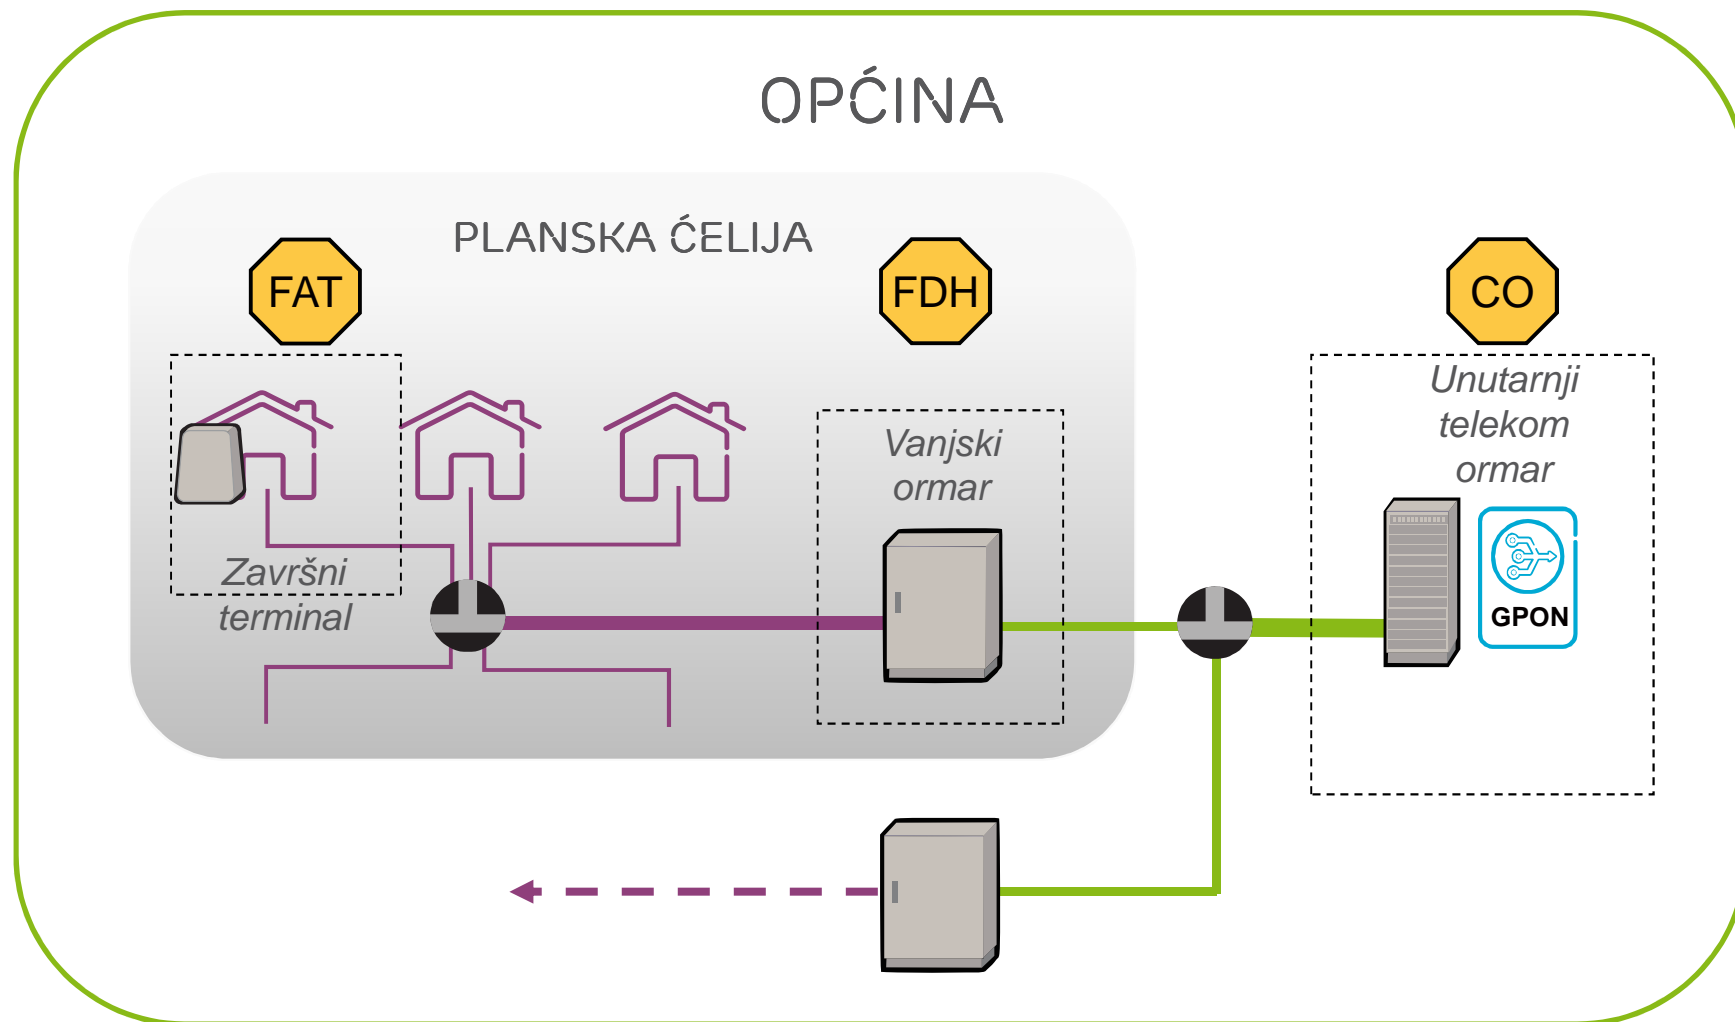 OPĆINA
PLANSKA ĆELIJA
FAT
FDH
CO
Unutarnji
telekom
ormar
Vanjski
ormar
GPON
Završni
terminal